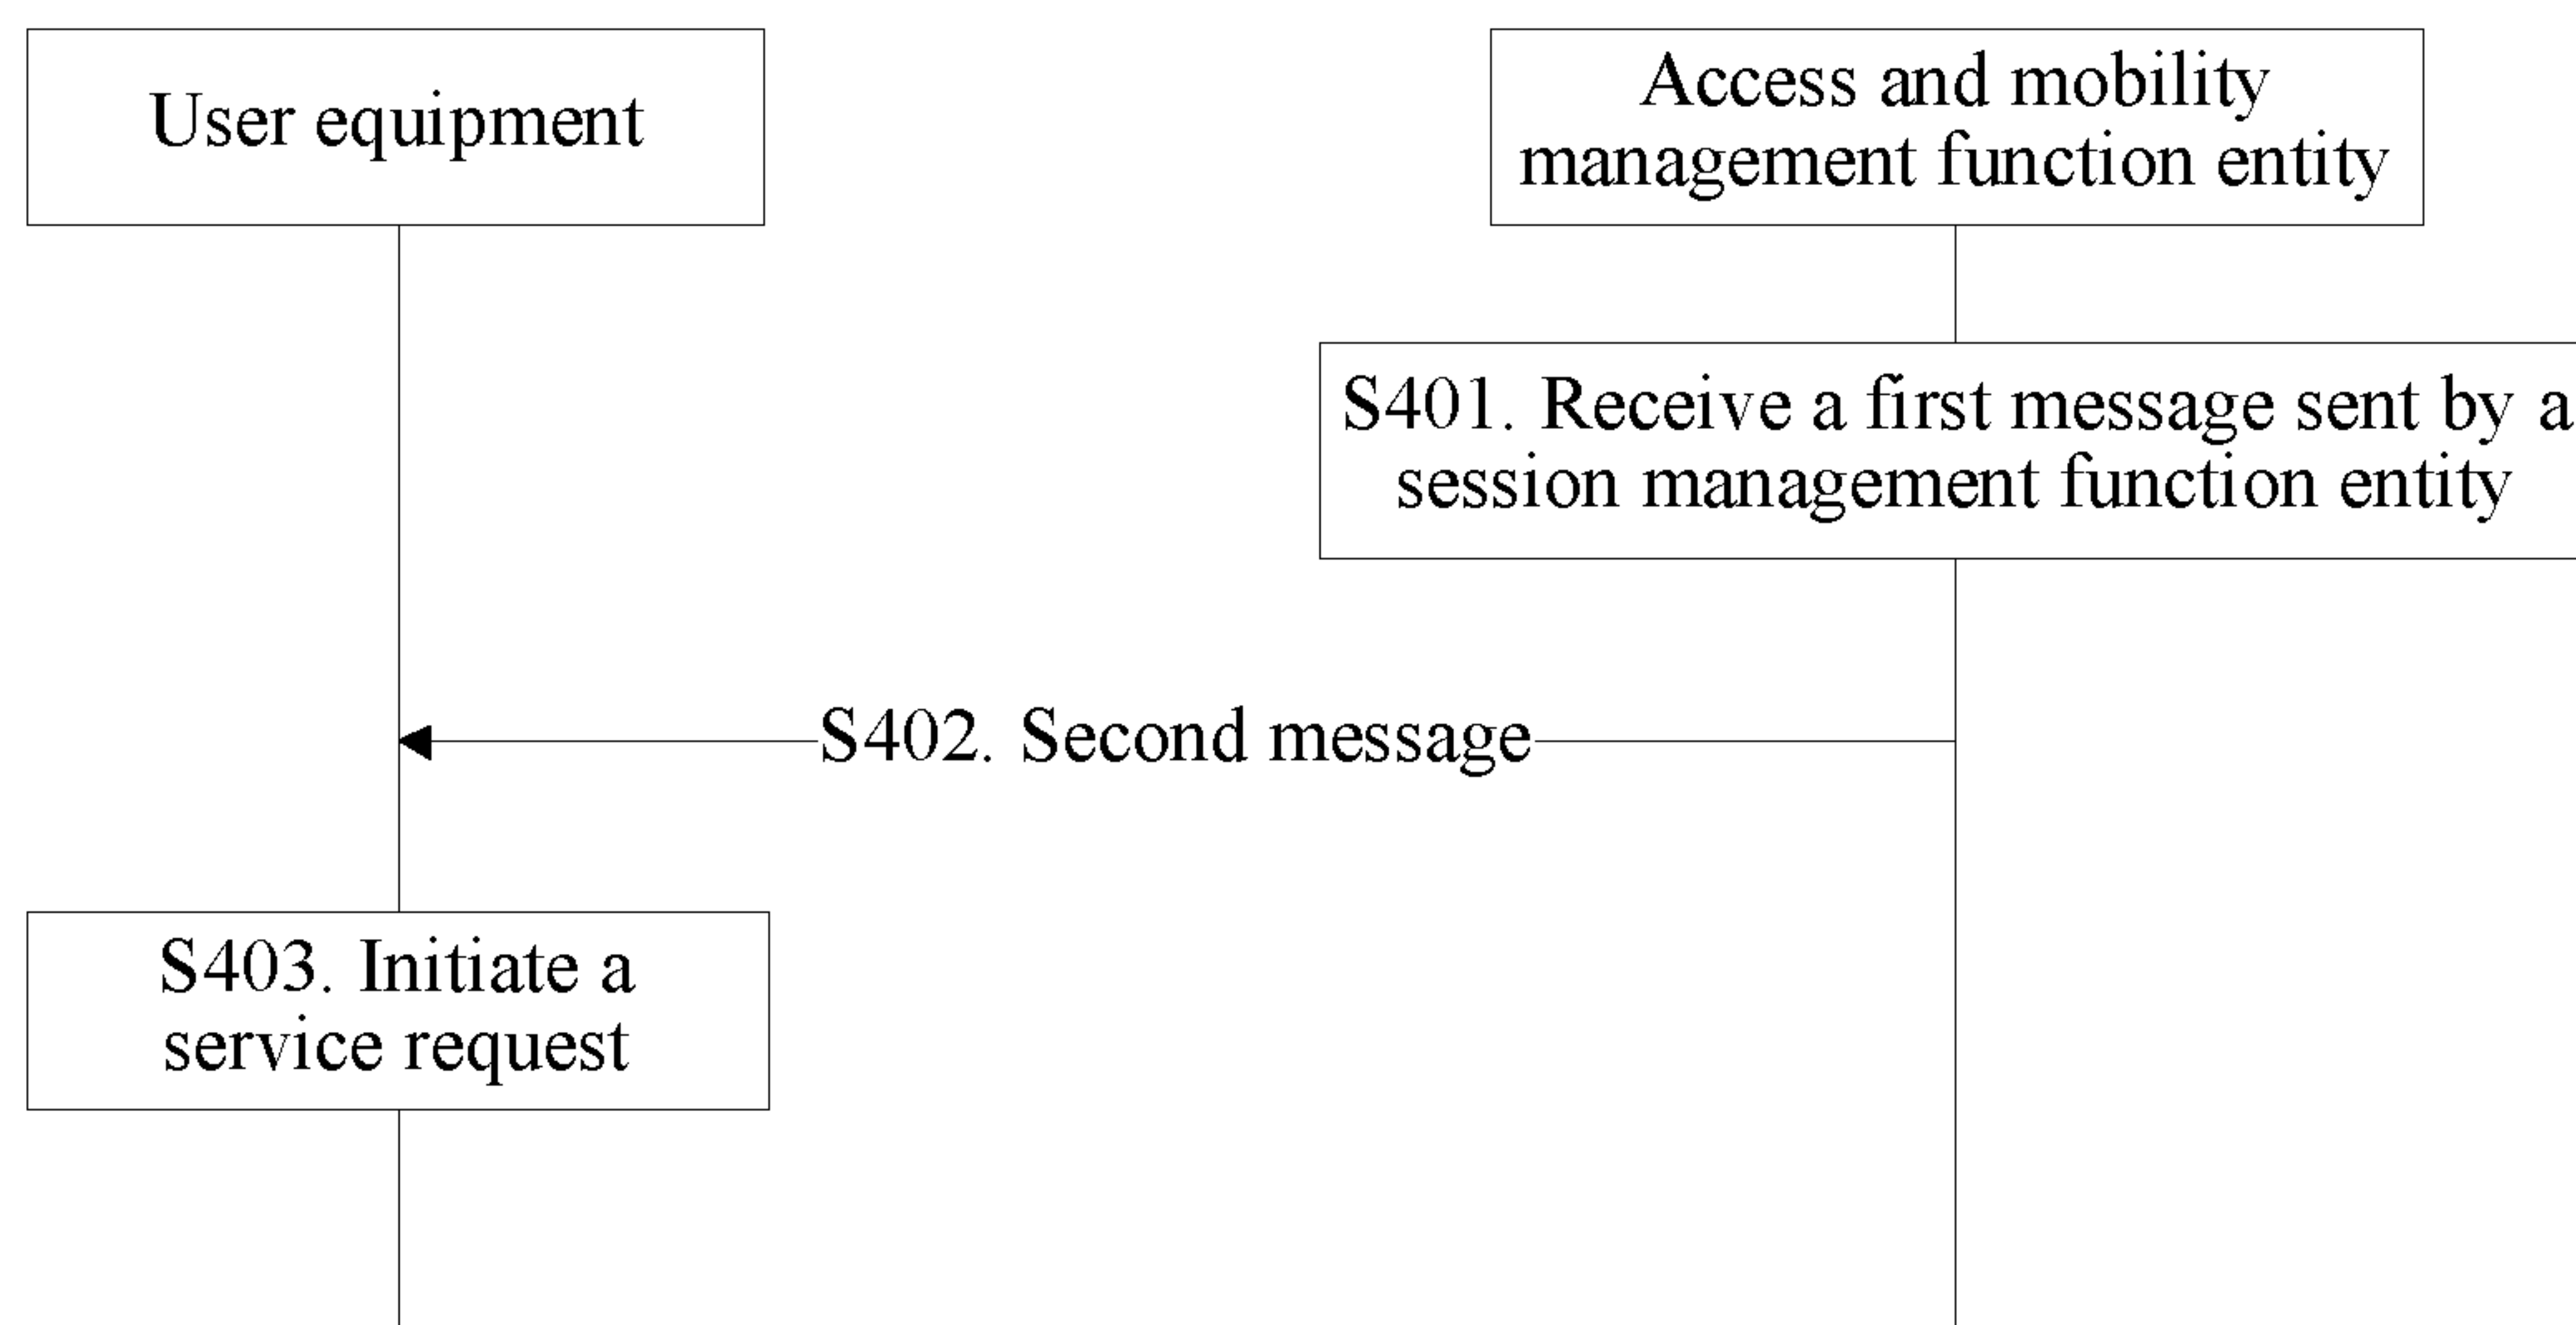 User equipment
Access and mobility
management function entity
S401. Receive a first message sent by a
session management function entity
S402. Second message
S403. Initiate a
service request